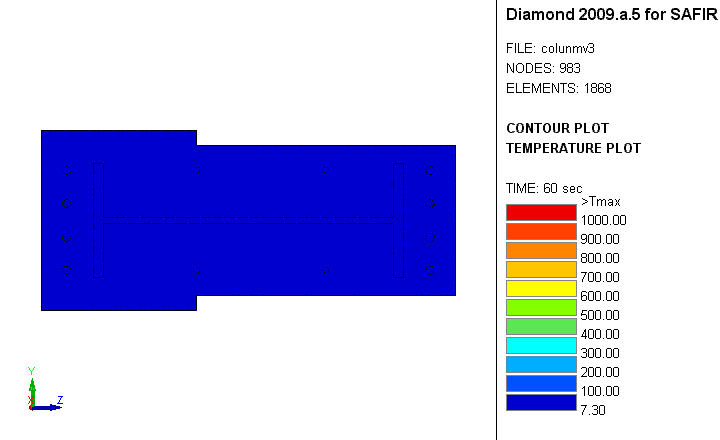 Diamond 2009.a.5 for SAFIR
FILE: colunmv3
NODES: 983
ELEMENTS: 1868
CONTOUR PLOT
TEMPERATURE PLOT
TIME: 60 sec
>Tmax
1000.00
900.00
800.00
700.00
600.00
500.00
400.00
300.00
200.00
100.00
7.30
Y
X Z